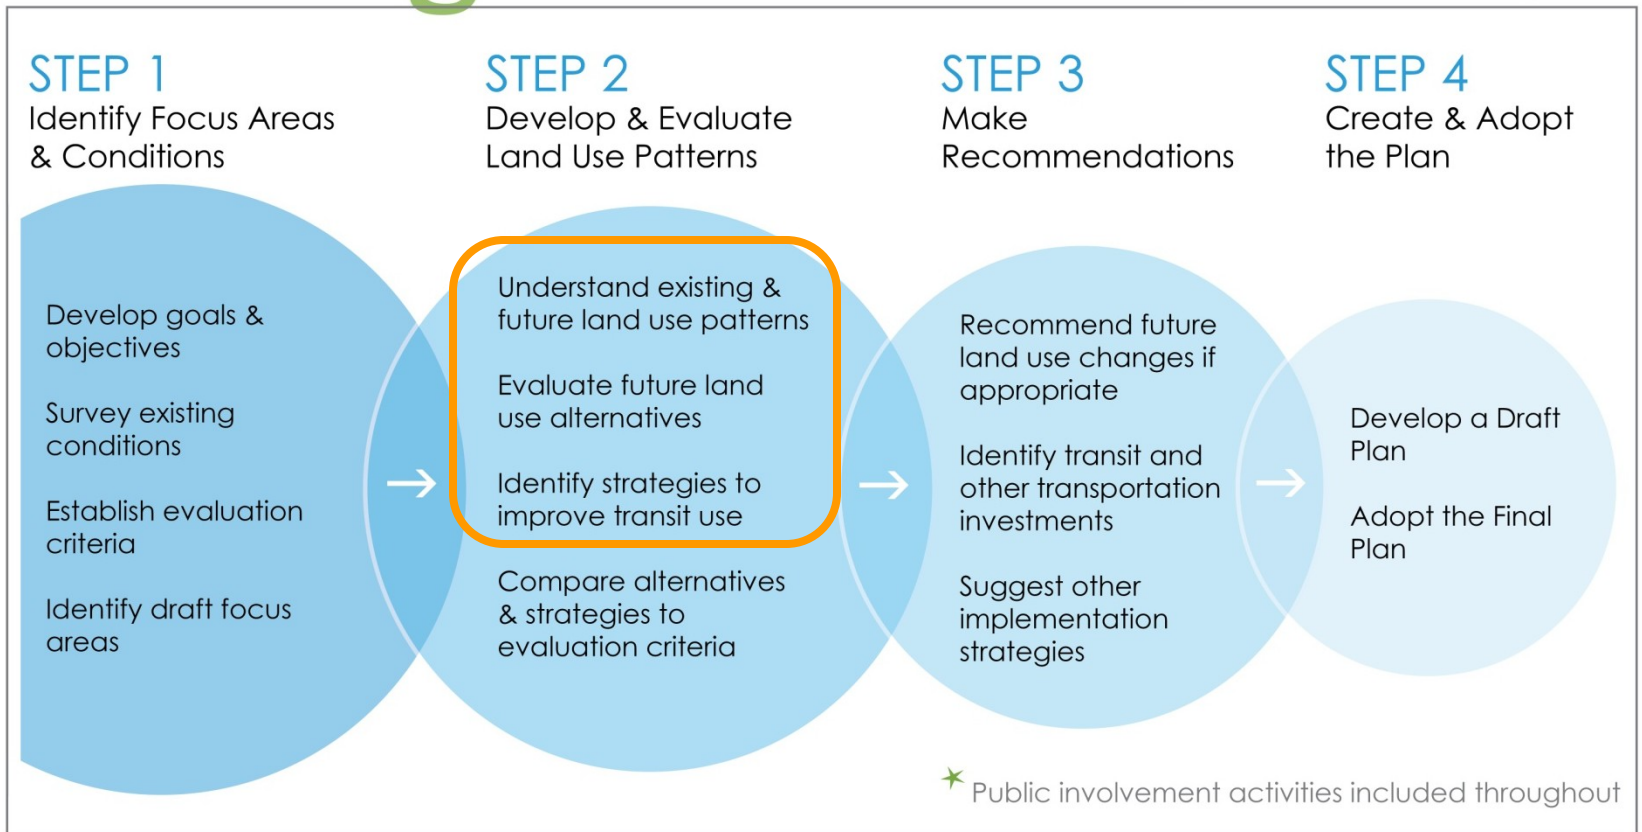 STEP 1
Identify Focus Areas
& Conditions
Develop goals &
objectives
Survey existing
conditions
Establish evaluation
criteria
Identify draft focus
areas
STEP 2
Develop & Evaluate
Land Use Patterns
Understand existing &
future land use patterns
Evaluate future land
use alternatives
Identify strategies to
improve transit use
Compare alternatives
& strategies to
evaluation criteria
STEP 3
Make
Recommendations
Recommend future
land use changes if
appropriate
Identify transit and
other transportation
investments
Suggest other
implementation
strategies
STEP 4
Create & Adopt
the Plan
Develop a Draft
Plan
Adopt the Final
Plan
Public involvement activities included throughout